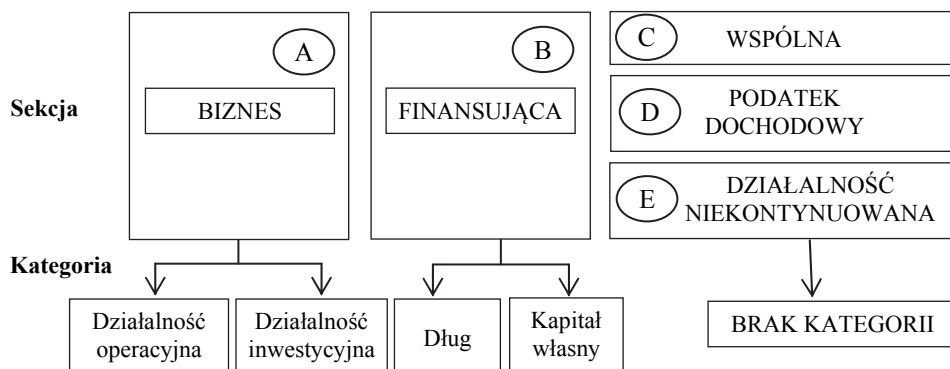 A
B
C
WSPÓLNA
Sekcja
BIZNES
FINANSUJĄCA
D
PODATEK
DOCHODOWY
E
DZIAŁALNOŚĆ
NIEKONTYNUOWANA
Kategoria
Działalność
operacyjna
Działalność
inwestycyjna
Dług
Kapitał
własny
BRAK KATEGORII